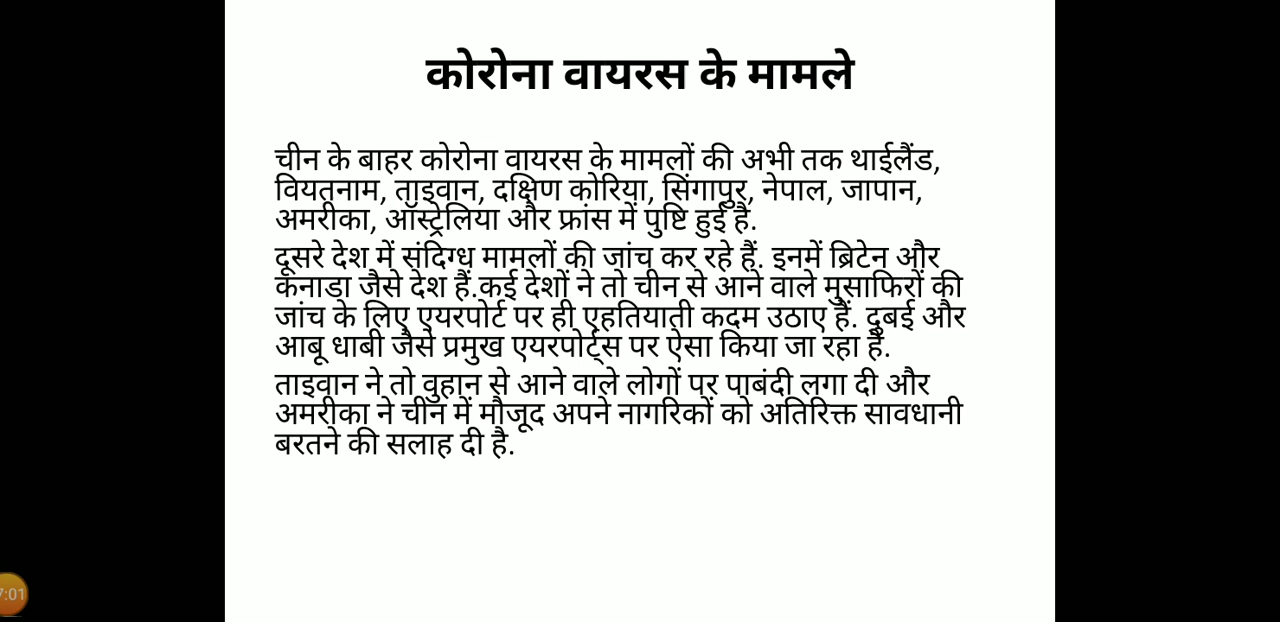 कोरोना वायरस के मामले
चीन के बाहर कोरोना वायरस के मामलों की अभी तक थाईलैंड,
वियतनाम, ताइवान, दक्षिण कोरिया, सिंगापुर, नेपाल, जापान,
अमरीका, ऑस्ट्रेलिया और फ्रांस में पुष्टि हुई है.
दूसरे देश में संदिग्ध मामलों की जांच कर रहे हैं. इनमें ब्रिटेन और
कनाडा जैसे देश हैं.कई देशों ने तो चीन से आने वाले मुसाफिरों की
जांच के लिए एयरपोर्ट पर ही एहतियाती कदम उठाए हैं. दुबई और
आबू धाबी जैसे प्रमुख एयरपोर्ट्स पर ऐसा किया जा रहा है.
ताइवान ने तो वुहान से आने वाले लोगों पर पाबंदी लगा दी और
अमरीका ने चीन में मौजूद अपने नागरिकों को अतिरिक्त सावधानी
बरतने की सलाह दी है.
7:01